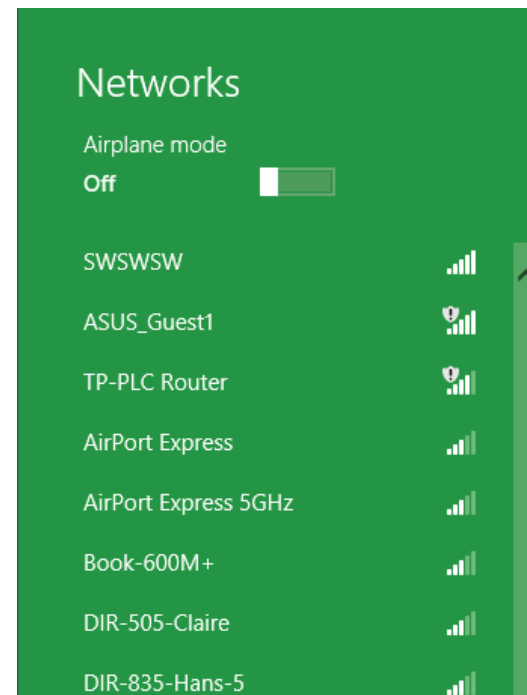 Networks
Airplane mode
Off
SWSWSW
ASUS_Guest1
TP-PLC Router
AirPort Express
AirPort Express 5GHz
Book-600M+
DIR-505-Claire
DIR-835-Hans-5